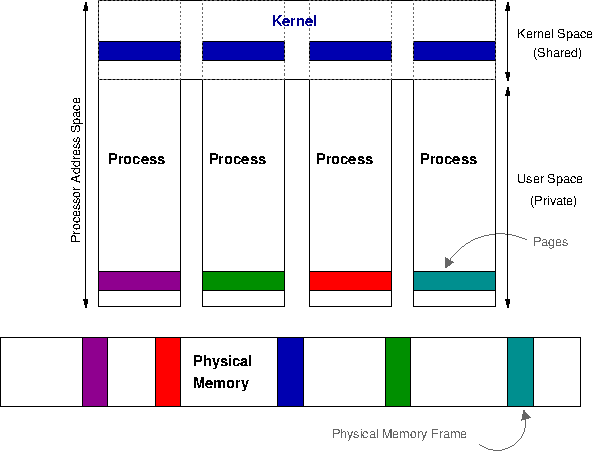 Kernel
Kernel Space
(Shared)
Processor Address Space
Process
Process
Process
Process
User Space
(Private)
Pages
Physical
Memory
Physical Memory Frame